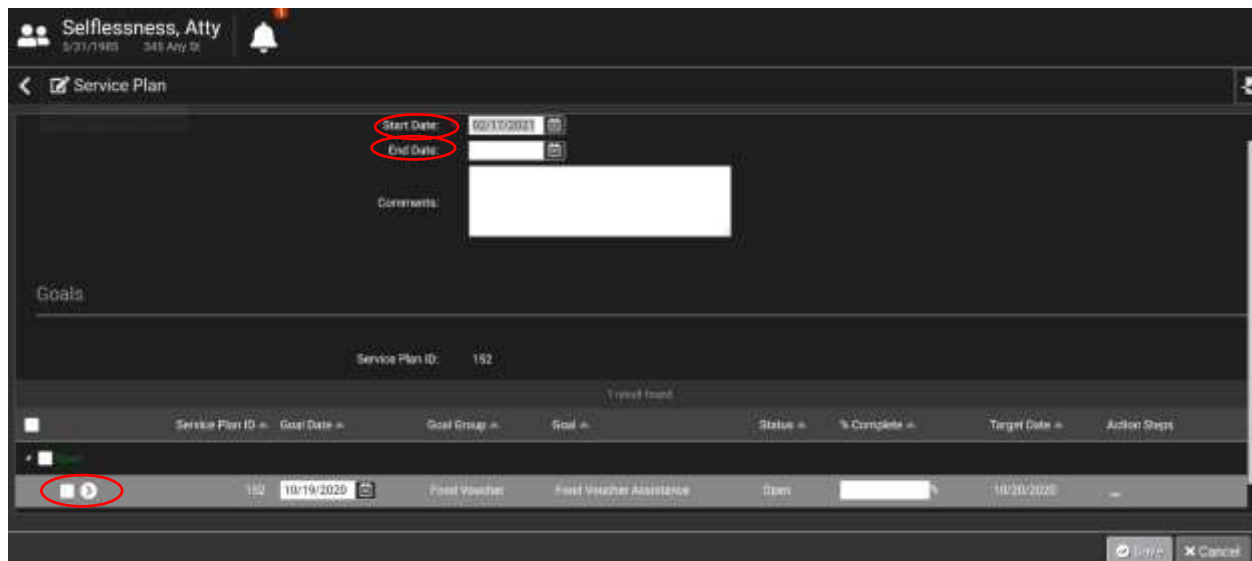 1
Selflessness, Atty
5/31/1985 345 Any St
Service Plan
Start Date: 02/17/2021
End Date:
Comments:
Goals
Service Plan ID: 152
1 result found.
Service Plan ID Goal Date Goal Group Goal Status % Complete Target Date Action Steps
Open
152 10/19/2020 Food Voucher Food Voucher Assistance Open 10/20/2020 ...
Save Cancel